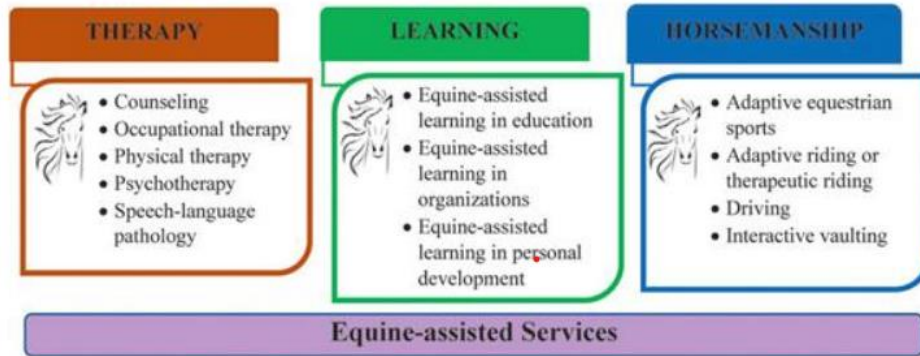 THERAPY
• Counseling
• Occupational therapy
• Physical therapy
• Psychotherapy
• Speech-language
pathology
LEARNING
• Equine-assisted
learning in education
• Equine-assisted
learning in
organizations
• Equine-assisted
learning in personal
development
HORSEMANSHIP
• Adaptive equestrian
sports
• Adaptive riding or
therapeutic riding
• Driving
• Interactive vaulting
Equine-assisted Services